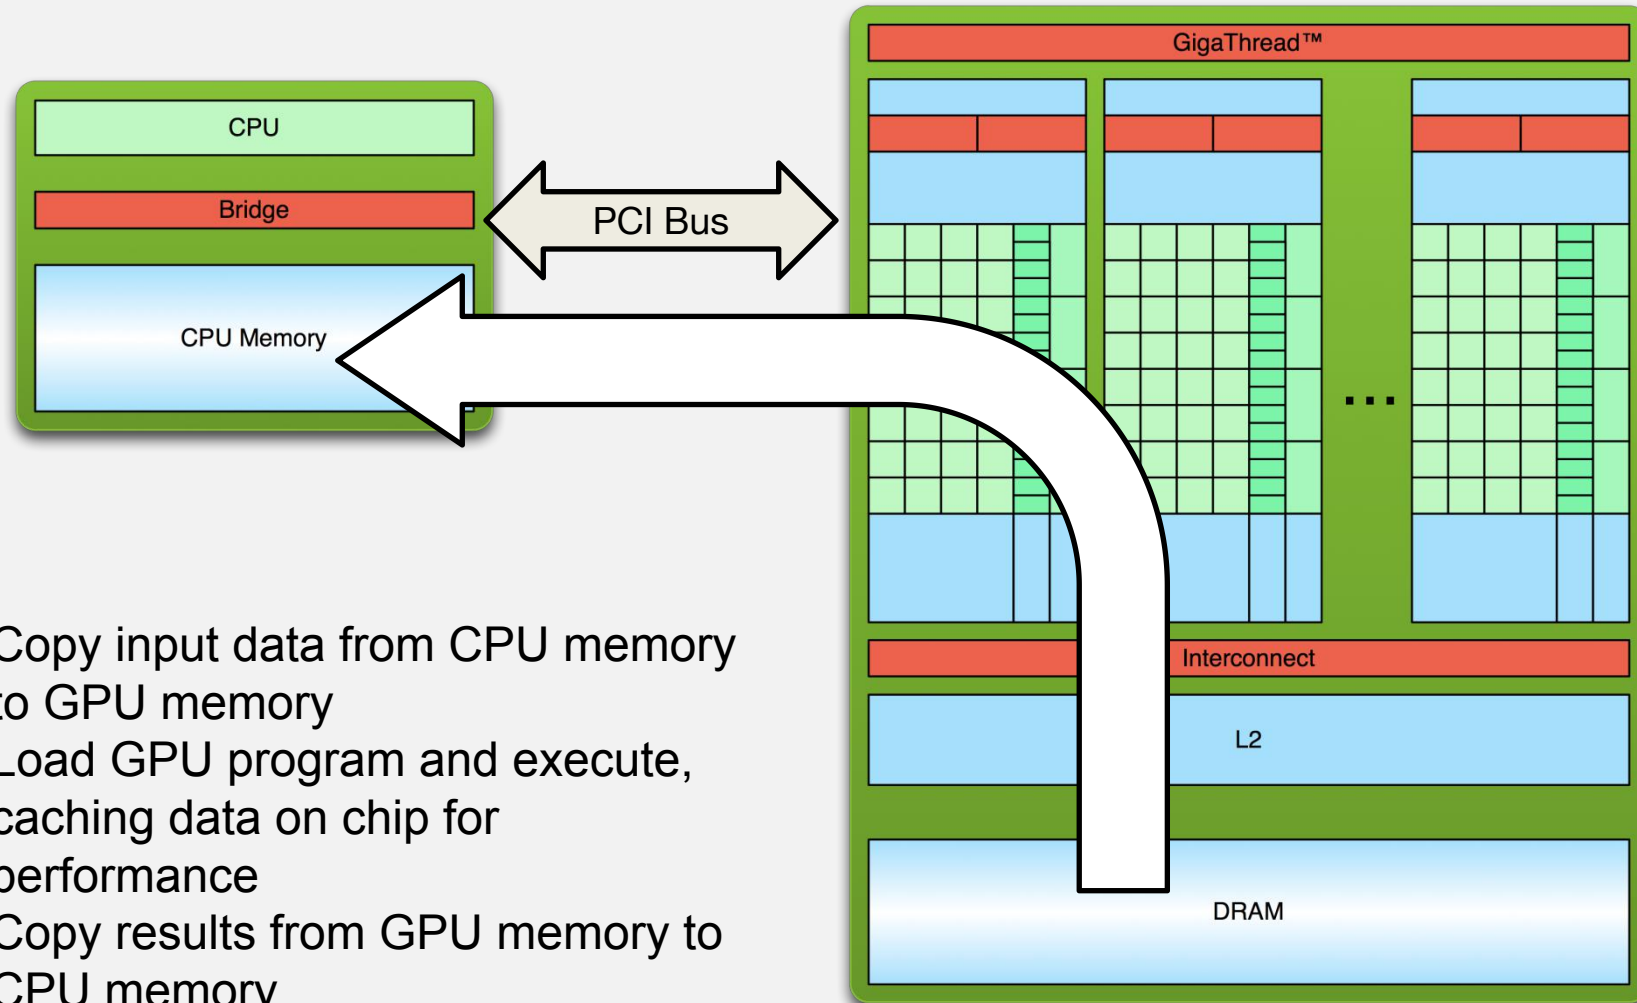 GigaThread™
CPU
Bridge
PCI Bus
CPU Memory
...
Interconnect
L2
DRAM
Copy input data from CPU memory
to GPU memory
Load GPU program and execute,
caching data on chip for
performance
Copy results from GPU memory to
CPU memory